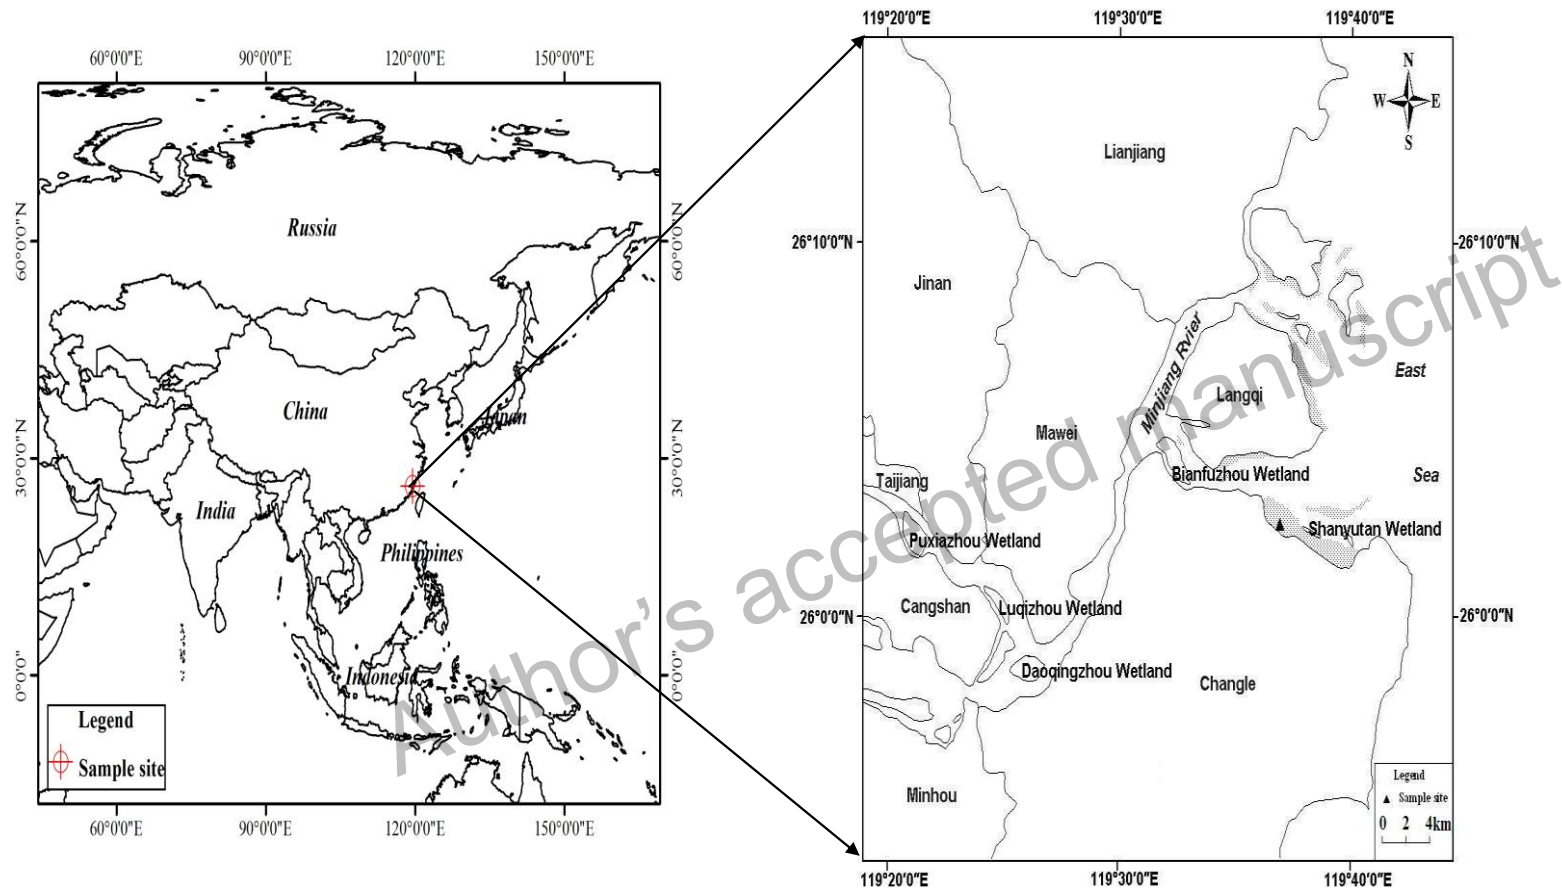 60°0'0"E 90°0'0"E 120°0'0"E 150°0'0"E
60°0'0"N
30°0'0"N
0°0'0"
60°0'0"N
30°0'0"N
0°0'0"
Russia
China
Japan
India
Philippines
Indonesia
Legend
Sample site
60°0'0"E 90°0'0"E 120°0'0"E 150°0'0"E
119°20'0"E 119°30'0"E 119°40'0"E
N
W E
S
Lianjiang
26°10'0"N
26°10'0"N
Jinan
Minjiang Rvier
East
Langqi
Mawei
Bianfuzhou Wetland
Sea
Taijiang
Shanyutan Wetland
Puxiazhou Wetland
Cangshan
Luqizhou Wetland
26°0'0"N
26°0'0"N
Daoqingzhou Wetland
Changle
Minhou
Legend
Sample site
0 2 4km
119°20'0"E 119°30'0"E 119°40'0"E
Author's accepted manuscript